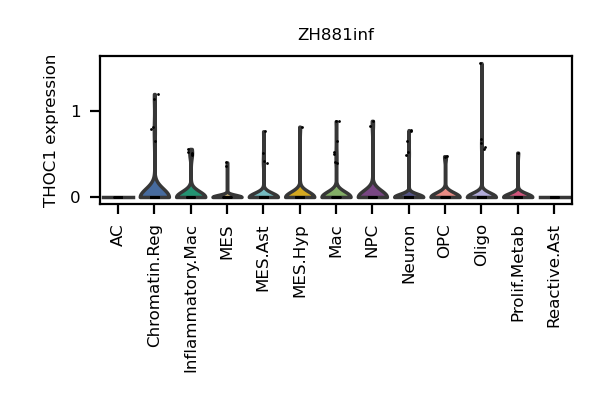 ZH881inf
THOC1 expression
1
0
AC
Chromatin.Reg
Inflammatory.Mac
MES
MES.Ast
MES.Hyp
Mac
NPC
Neuron
OPC
Oligo
Prolif.Metab
Reactive.Ast